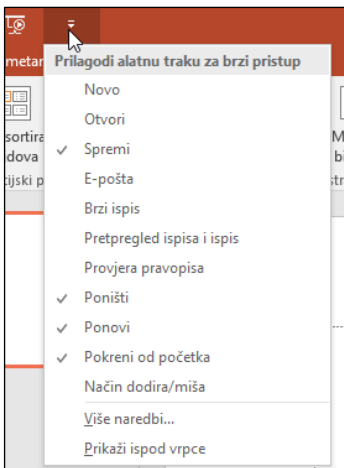 Prilagodi alatnu traku za brzi pristup
Novo
Otvori
Spremi
E-pošta
Brzi ispis
Pretpregled ispisa i ispis
Provjera pravopisa
Poništi
Ponovi
Pokreni od početka
Način dodira/miša
Više naredbi...
Prikaži ispod vrpce